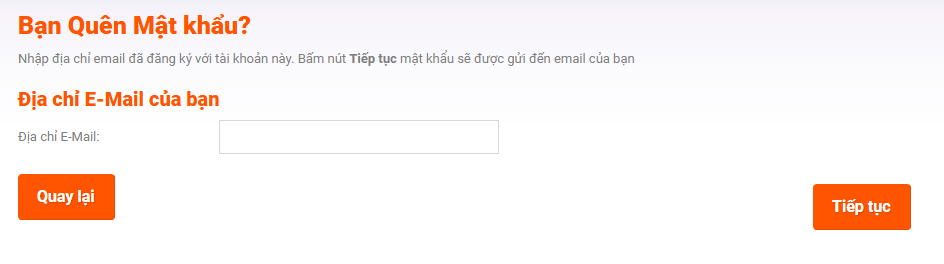 Bạn Quên Mật khẩu?
Nhập địa chỉ email đã đăng ký với tài khoản này. Bấm nút Tiếp tục mật khẩu sẽ được gửi đến email của bạn
Địa chỉ E-Mail của bạn
Địa chỉ E-Mail:
Quay lại
Tiếp tục